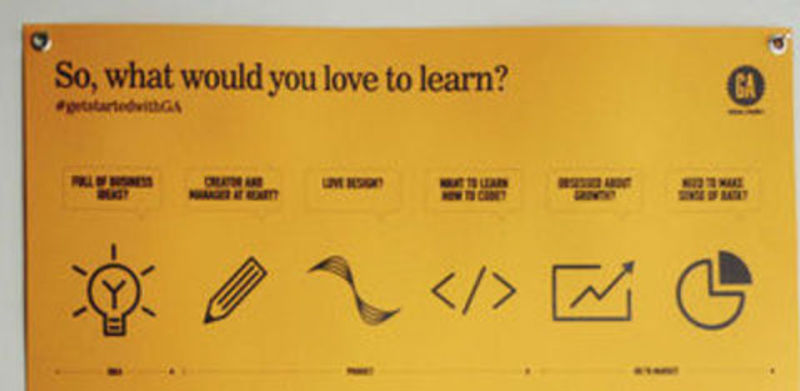 So, what would you love to learn?
#getstartedwithGA
GA
FULL OF BUSINESS
IDEAS?
CREATOR AND
MANAGER AT HEART?
LOVE DESIGN?
WANT TO LEARN
HOW TO CODE?
OBSESSED ABOUT
GROWTH?
NEED TO MAKE
SENSE OF DATA?
IDEA
PRODUCT
GO TO MARKET